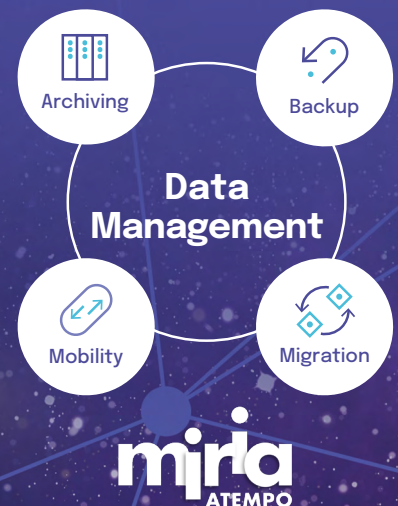 Archiving
Backup
Data
Management
Mobility
Migration
miria
ATEMPO